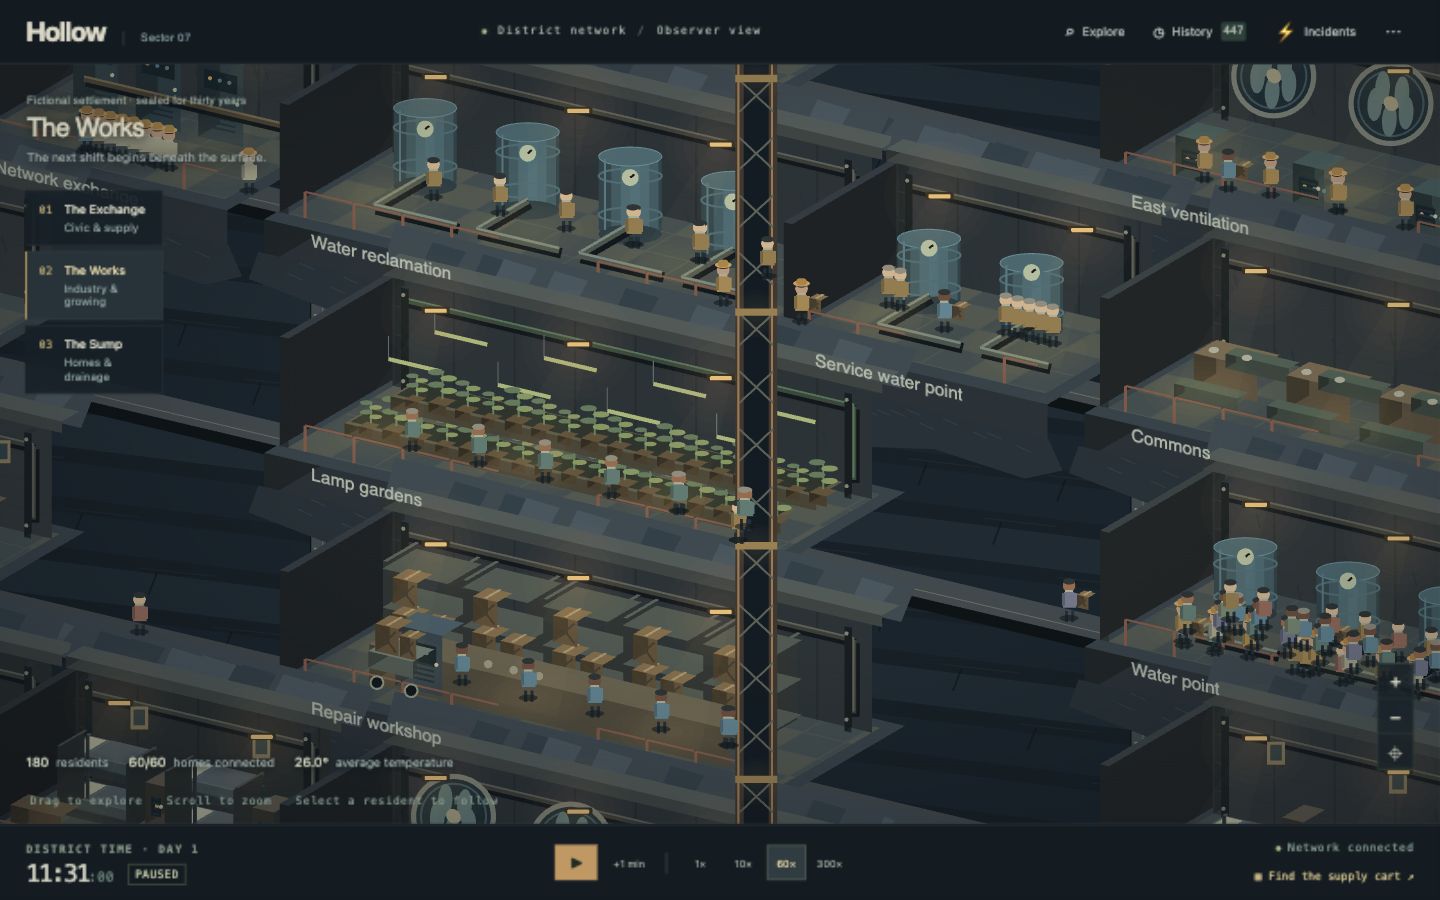 Hollow
Sector 07
District network / Observer view
Explore
History 447
Incidents
Fictional settlement · sealed for thirty years
The Works
The next shift begins beneath the surface.
Network exchange
01 The Exchange
Civic & supply
02 The Works
Industry &
growing
03 The Sump
Homes &
drainage
Water reclamation
East ventilation
Service water point
Commons
Lamp gardens
Water point
Repair workshop
180 residents 60/60 homes connected 26.0° average temperature
Drag to explore · Scroll to zoom · Select a resident to follow
+
−
DISTRICT TIME · DAY 1
11:31:00 PAUSED
+1 min 1x 10x 60x 300x
Network connected
Find the supply cart ↗